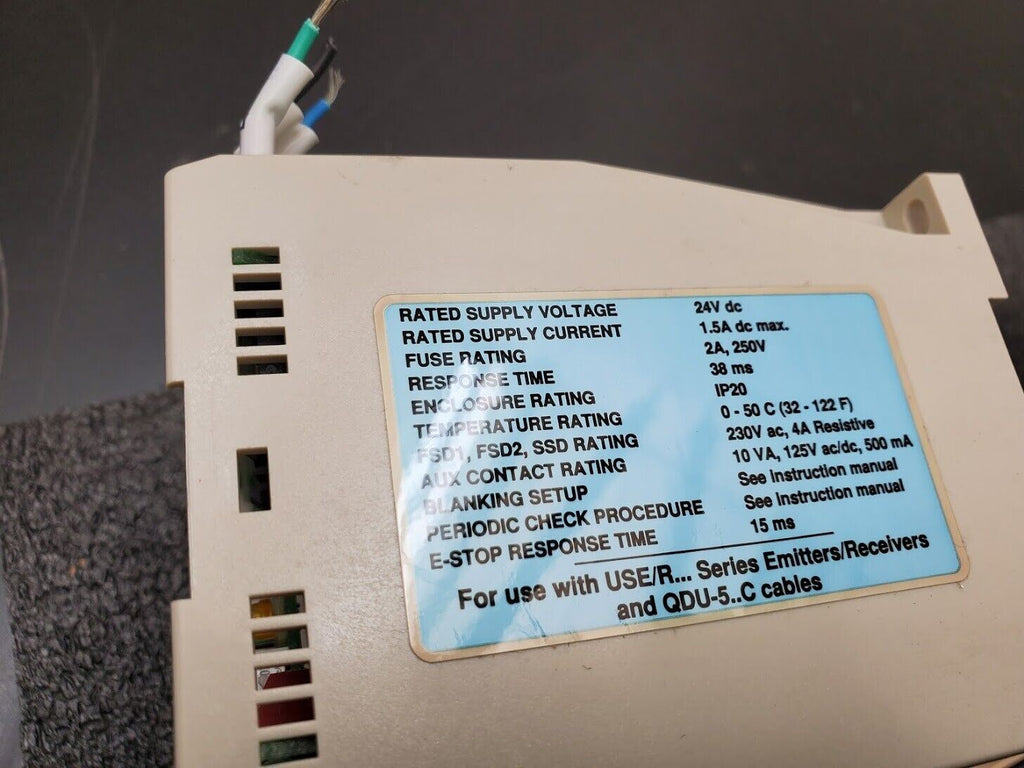 RATED SUPPLY VOLTAGE 24V dc
RATED SUPPLY CURRENT 1.5A dc max.
FUSE RATING 2A, 250V
RESPONSE TIME 38 ms
ENCLOSURE RATING IP20
TEMPERATURE RATING 0 - 50 C (32 - 122 F)
FSD1, FSD2, SSD RATING 230V ac, 4A Resistive
AUX CONTACT RATING 10 VA, 125V ac/dc, 500 mA
BLANKING SETUP See instruction manual
PERIODIC CHECK PROCEDURE See instruction manual
E-STOP RESPONSE TIME 15 ms
For use with USE/R... Series Emitters/Receivers
and QDU-5..C cables